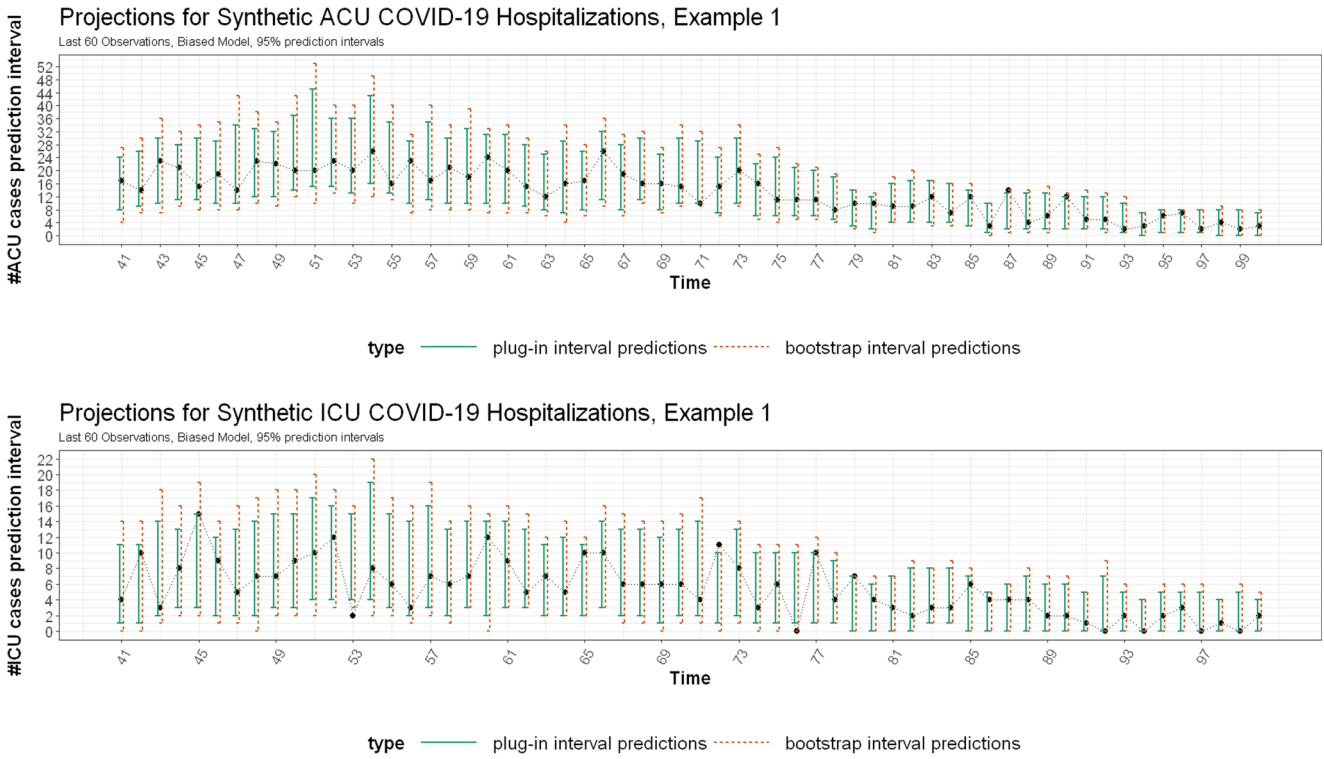 Projections for Synthetic ACU COVID-19 Hospitalizations, Example 1
Last 60 Observations, Biased Model, 95% prediction intervals
#ACU cases prediction interval
52
48
44
40
36
32
28
24
20
16
12
8
4
0
41 43 45 47 49 51 53 55 57 59 61 63 65 67 69 71 73 75 77 79 81 83 85 87 89 91 93 95 97 99
Time
type plug-in interval predictions bootstrap interval predictions
Projections for Synthetic ICU COVID-19 Hospitalizations, Example 1
Last 60 Observations, Biased Model, 95% prediction intervals
#ICU cases prediction interval
22
20
18
16
14
12
10
8
6
4
2
0
41 45 49 53 57 61 65 69 73 77 81 85 89 93 97
Time
type plug-in interval predictions bootstrap interval predictions